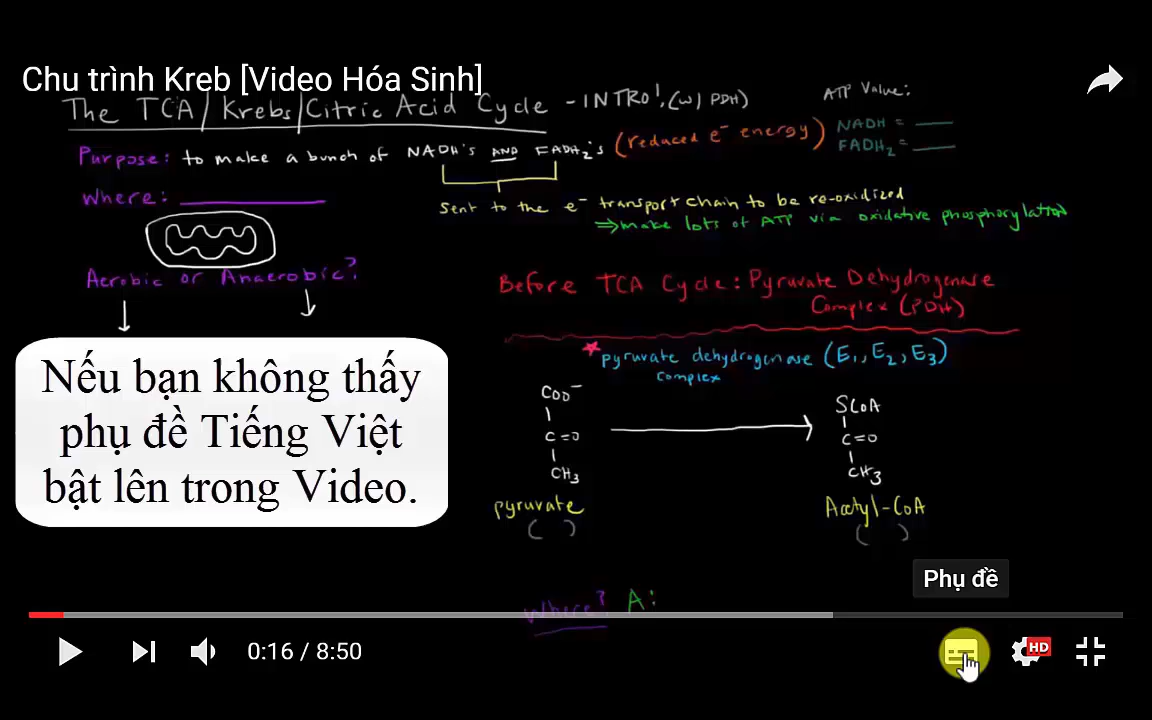 Chu trình Kreb [Video Hóa Sinh]
The TCA/Krebs/Citric Acid Cycle - INTRO!, (w/ PDH)
ATP Value:
NADH = ____
FADH2 = ____
Purpose: to make a bunch of NADH's AND FADH2's (reduced e- energy)
Where: ____
Sent to the e- transport chain to be re-oxidized
⇒ make lots of ATP via oxidative phosphorylation
Aerobic or Anaerobic?
Before TCA Cycle: Pyruvate Dehydrogenase
Complex (PDH)
pyruvate dehydrogenase (E1, E2, E3)
complex
Nếu bạn không thấy
phụ đề Tiếng Việt
bật lên trong Video.
COO-
C=O
CH3
pyruvate
( )
SCoA
C=O
CH3
Acetyl-CoA
( )
Phụ đề
Where? A:
0:16 / 8:50
HD